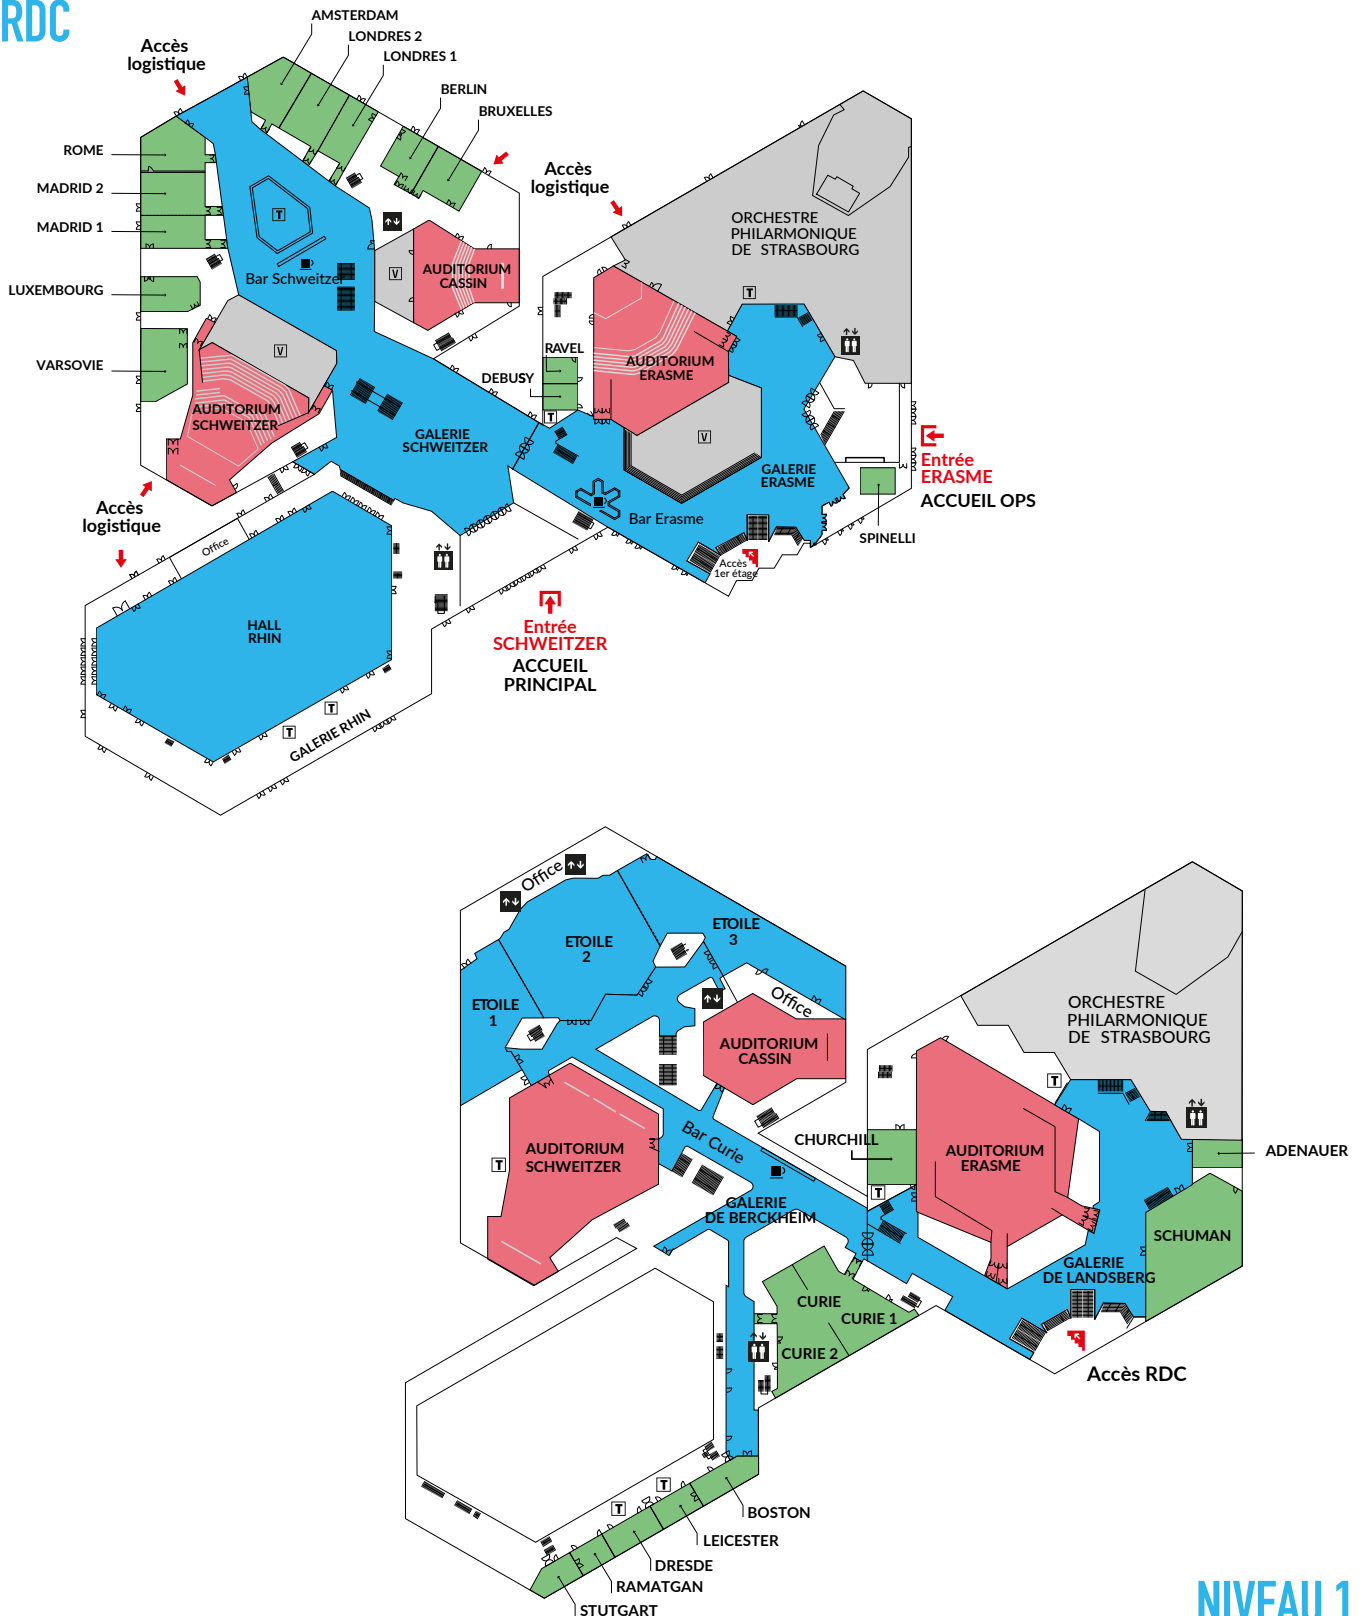 RDC
AMSTERDAM
LONDRES 2
LONDRES 1
BERLIN
BRUXELLES
Accès
logistique
ROME
MADRID 2
MADRID 1
LUXEMBOURG
VARSOVIE
T
Bar Schweitzer
V
AUDITORIUM
CASSIN
V
AUDITORIUM
SCHWEITZER
GALERIE
SCHWEITZER
Accès
logistique
Accès
logistique
ORCHESTRE
PHILARMONIQUE
DE STRASBOURG
T
RAVEL
DEBUSY
T
AUDITORIUM
ERASME
V
GALERIE
ERASME
Bar Erasme
Accès
1er étage
SPINELLI
Entrée
ERASME
ACCUEIL OPS
Office
HALL
RHIN
T
T
GALERIE RHIN
Entrée
SCHWEITZER
ACCUEIL
PRINCIPAL
Office
ETOILE
2
ETOILE
3
ETOILE
1
Office
AUDITORIUM
CASSIN
AUDITORIUM
SCHWEITZER
T
Bar Curie
GALERIE
DE BERCKHEIM
CHURCHILL
T
ORCHESTRE
PHILARMONIQUE
DE STRASBOURG
T
AUDITORIUM
ERASME
ADENAUER
SCHUMAN
GALERIE
DE LANDSBERG
CURIE
CURIE 1
CURIE 2
Accès RDC
T
T
BOSTON
LEICESTER
DRESDE
RAMATGAN
STUTGART
NIVEAU 1